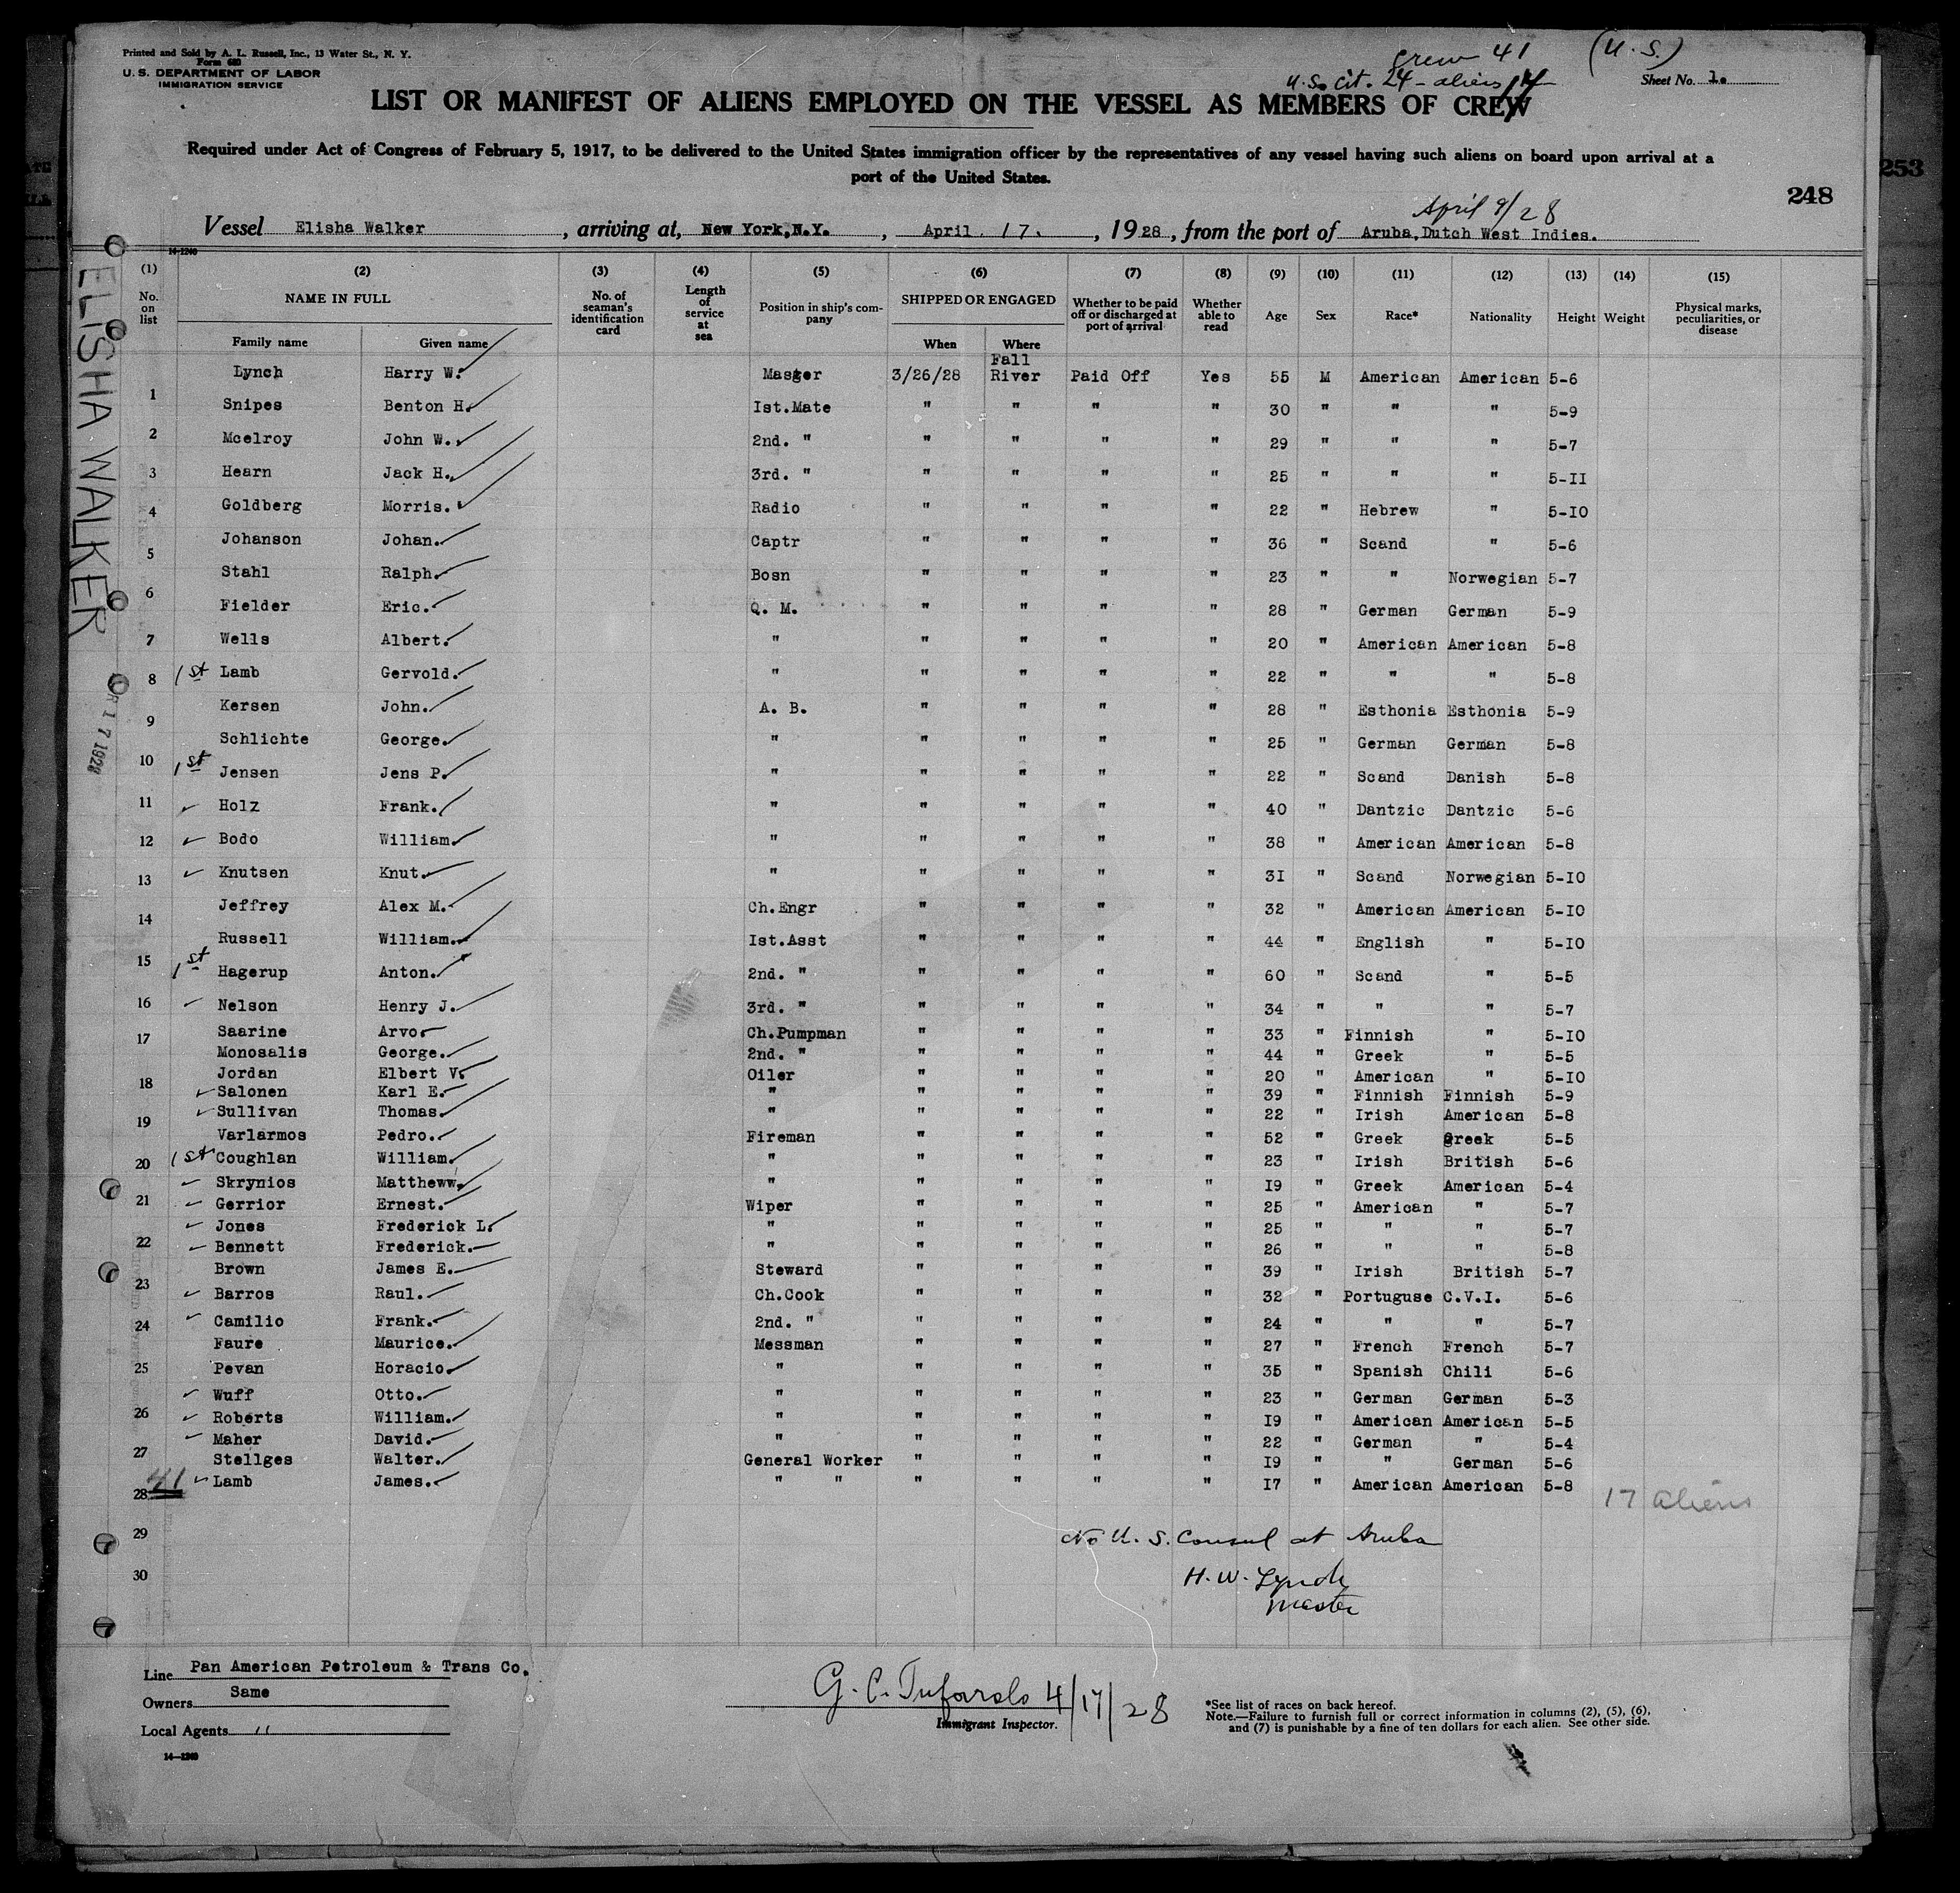 Printed and Sold by A. L. Russell, Inc., 13 Water St., N. Y.
Form 680
U. S. DEPARTMENT OF LABOR
IMMIGRATION SERVICE
Crew 41 (U. S.)
U. S. Cit. 24 - aliens 17
Sheet No. 1.
LIST OR MANIFEST OF ALIENS EMPLOYED ON THE VESSEL AS MEMBERS OF CREW
Required under Act of Congress of February 5, 1917, to be delivered to the United States immigration officer by the representatives of any vessel having such aliens on board upon arrival at a
port of the United States.
248
253
April 9/28
Vessel Elisha Walker, arriving at, New York, N.Y., April 17., 1928, from the port of Aruba, Dutch West Indies.
14-1240
ELISHA WALKER
17 1928
(1) (2) (3) (4) (5) (6) (7) (8) (9) (10) (11) (12) (13) (14) (15)
No. on list NAME IN FULL No. of seaman's identification card Length of service at sea Position in ship's company SHIPPED OR ENGAGED Whether to be paid off or discharged at port of arrival Whether able to read Age Sex Race* Nationality Height Weight Physical marks, peculiarities, or disease
Family name Given name When Where
Lynch Harry W. Master 3/26/28 Fall River Paid Off Yes 55 M American American 5-6
1
Snipes Benton H. Ist.Mate " " " " 30 " " " 5-9
2 Mcelroy John W. 2nd. " " " " " 29 " " " 5-7
3 Hearn Jack H. 3rd. " " " " " 25 " " " 5-II
4 Goldberg Morris. Radio " " " " 22 " Hebrew " 5-IO
5 Johanson Johan. Captr " " " " 36 " Scand " 5-6
Stahl Ralph. Bosn " " " " 23 " " Norwegian 5-7
6
Fielder Eric. Q. M. " " " " 28 " German German 5-9
7 Wells Albert. " " " " " 20 " American American 5-8
8 1st Lamb Gervold. " " " " " 22 " " " 5-8
9 Kersen John. A. B. " " " " 28 " Esthonia Esthonia 5-9
Schlichte George. " " " " " 25 " German German 5-8
10 1st Jensen Jens P. " " " " " 22 " Scand Danish 5-8
11 Holz Frank. " " " " " 40 " Dantzic Dantzic 5-6
12 Bodo William. " " " " " 38 " American American 5-8
13 Knutsen Knut. " " " " " 3I " Scand Norwegian 5-IO
14 Jeffrey Alex M. Ch.Engr " " " " 32 " American American 5-IO
Russell William. Ist.Asst " " " " 44 " English " 5-IO
15 1st Hagerup Anton. 2nd. " " " " " 60 " Scand " 5-5
16 Nelson Henry J. 3rd. " " " " " 34 " " " 5-7
17 Saarine Arvo. Ch.Pumpman " " " " 33 " Finnish " 5-IO
Monosalis George. 2nd. " " " " " 44 " Greek " 5-5
Jordan Elbert V. Oiler " " " " 20 " American " 5-IO
18 Salonen Karl E. " " " " " 39 " Finnish Finnish 5-9
Sullivan Thomas. " " " " " 22 " Irish American 5-8
19
Varlarmos Pedro. Fireman " " " " 52 " Greek Greek 5-5
20 1st Coughlan William. " " " " " 23 " Irish British 5-6
Skrynios Mattheww. " " " " " I9 " Greek American 5-4
21 Gerrior Ernest. Wiper " " " " 25 " American " 5-7
Jones Frederick L. " " " " " 25 " " " 5-7
22 Bennett Frederick. " " " " " 26 " " " 5-8
Brown James E. Steward " " " " 39 " Irish British 5-7
23 Barros Raul. Ch.Cook " " " " 32 " Portuguse C.V.I. 5-6
24 Camilio Frank. 2nd. " " " " " 24 " " " 5-7
Faure Maurice. Messman " " " " 27 " French French 5-7
25 Pevan Horacio. " " " " " 35 " Spanish Chili 5-6
Wuff Otto. " " " " " 23 " German German 5-3
26 Roberts William. " " " " " I9 " American American 5-5
Maher David. " " " " " 22 " German " 5-4
27 Stellges Walter. General Worker " " " " I9 " " German 5-6
28 41 Lamb James. " " " " " " I7 " American American 5-8
17 aliens
29 No U. S. Consul at Aruba
30 H. W. Lynch
Master
Line Pan American Petroleum & Trans Co.
Owners Same
Local Agents "
14-1240
G. C. Tufarolo 4/17/28
Immigrant Inspector.
*See list of races on back hereof.
Note.—Failure to furnish full or correct information in columns (2), (5), (6),
and (7) is punishable by a fine of ten dollars for each alien. See other side.